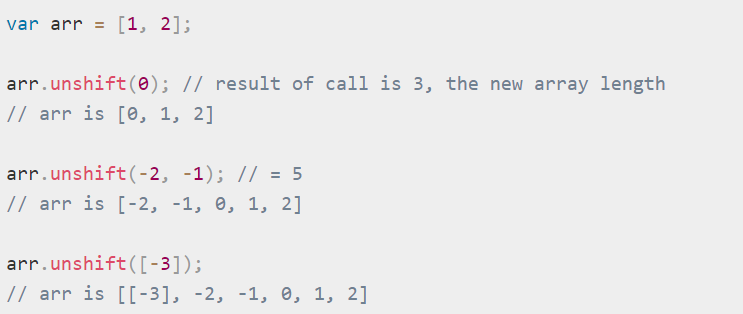 var arr = [1, 2];
arr.unshift(0); // result of call is 3, the new array length
// arr is [0, 1, 2]
arr.unshift(-2, -1); // = 5
// arr is [-2, -1, 0, 1, 2]
arr.unshift([-3]);
// arr is [[-3], -2, -1, 0, 1, 2]